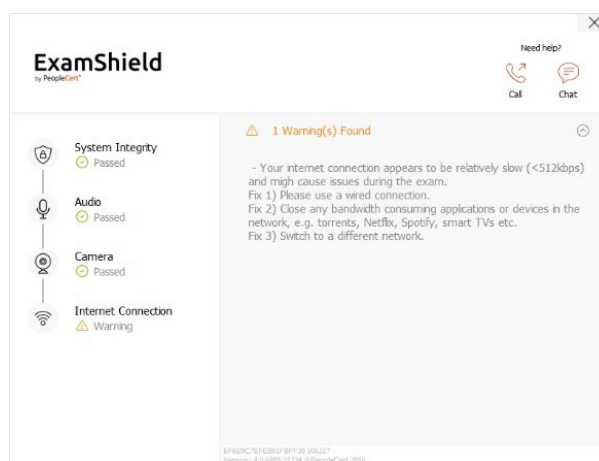 ExamShield
by PeopleCert
Need help?
Call
Chat
System Integrity
Passed
Audio
Passed
Camera
Passed
Internet Connection
Warning
1 Warning(s) Found
- Your internet connection appears to be relatively slow (<512kbps)
and migh cause issues during the exam.
Fix 1) Please use a wired connection.
Fix 2) Close any bandwidth consuming applications or devices in the
network, e.g. torrents, Netflix, Spotify, smart TVs etc.
Fix 3) Switch to a different network.